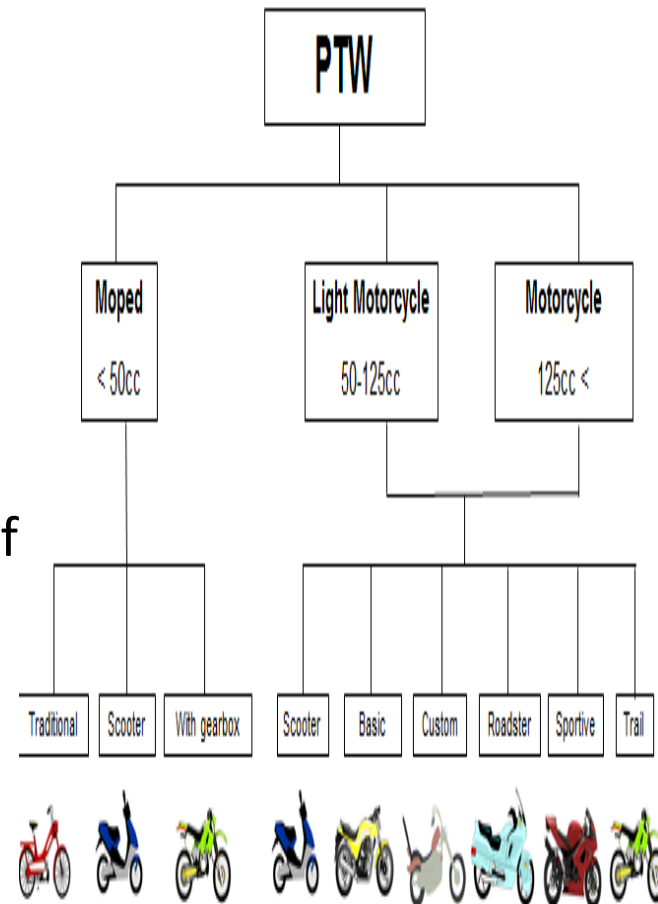 PTW
Moped
< 50cc
Light Motorcycle
50-125cc
Motorcycle
125cc <
f
Traditional
Scooter
With gearbox
Scooter
Basic
Custom
Roadster
Sportive
Trail